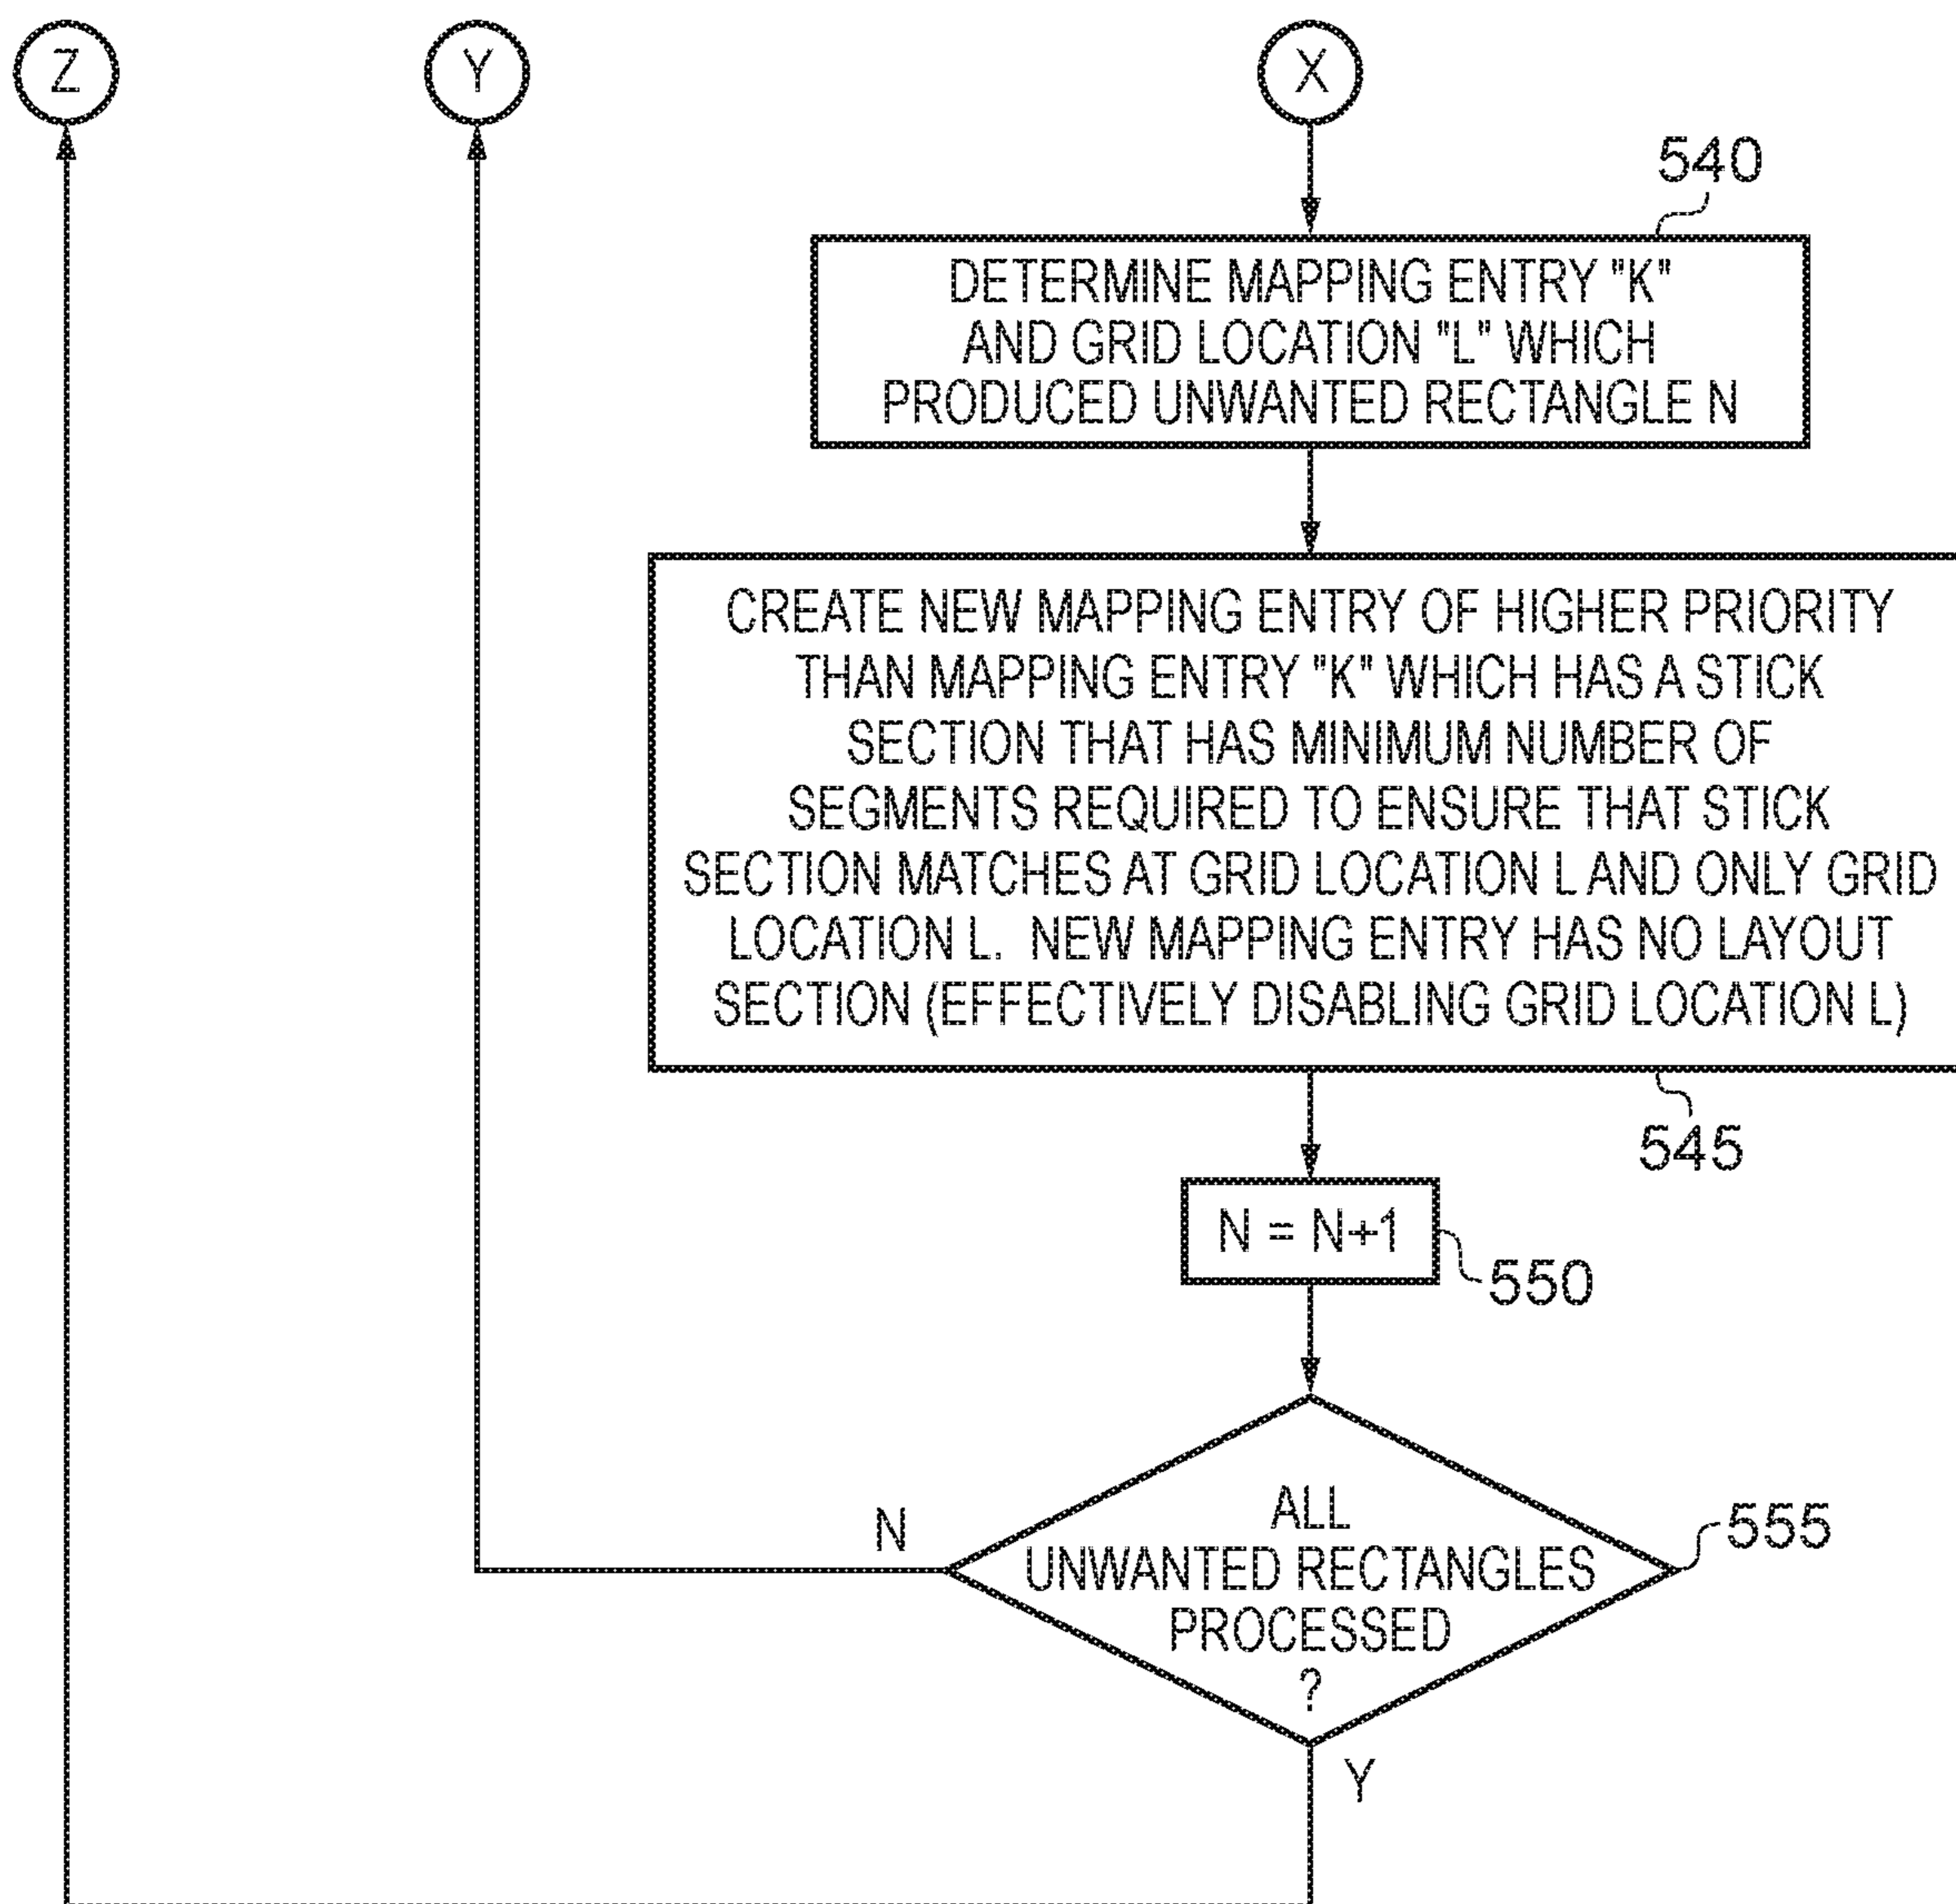 Z
Y
X
540
DETERMINE MAPPING ENTRY "K"
AND GRID LOCATION "L" WHICH
PRODUCED UNWANTED RECTANGLE N
CREATE NEW MAPPING ENTRY OF HIGHER PRIORITY
THAN MAPPING ENTRY "K" WHICH HAS A STICK
SECTION THAT HAS MINIMUM NUMBER OF
SEGMENTS REQUIRED TO ENSURE THAT STICK
SECTION MATCHES AT GRID LOCATION L AND ONLY GRID
LOCATION L. NEW MAPPING ENTRY HAS NO LAYOUT
SECTION (EFFECTIVELY DISABLING GRID LOCATION L)
545
N = N+1
550
N
ALL
UNWANTED RECTANGLES
PROCESSED
?
555
Y